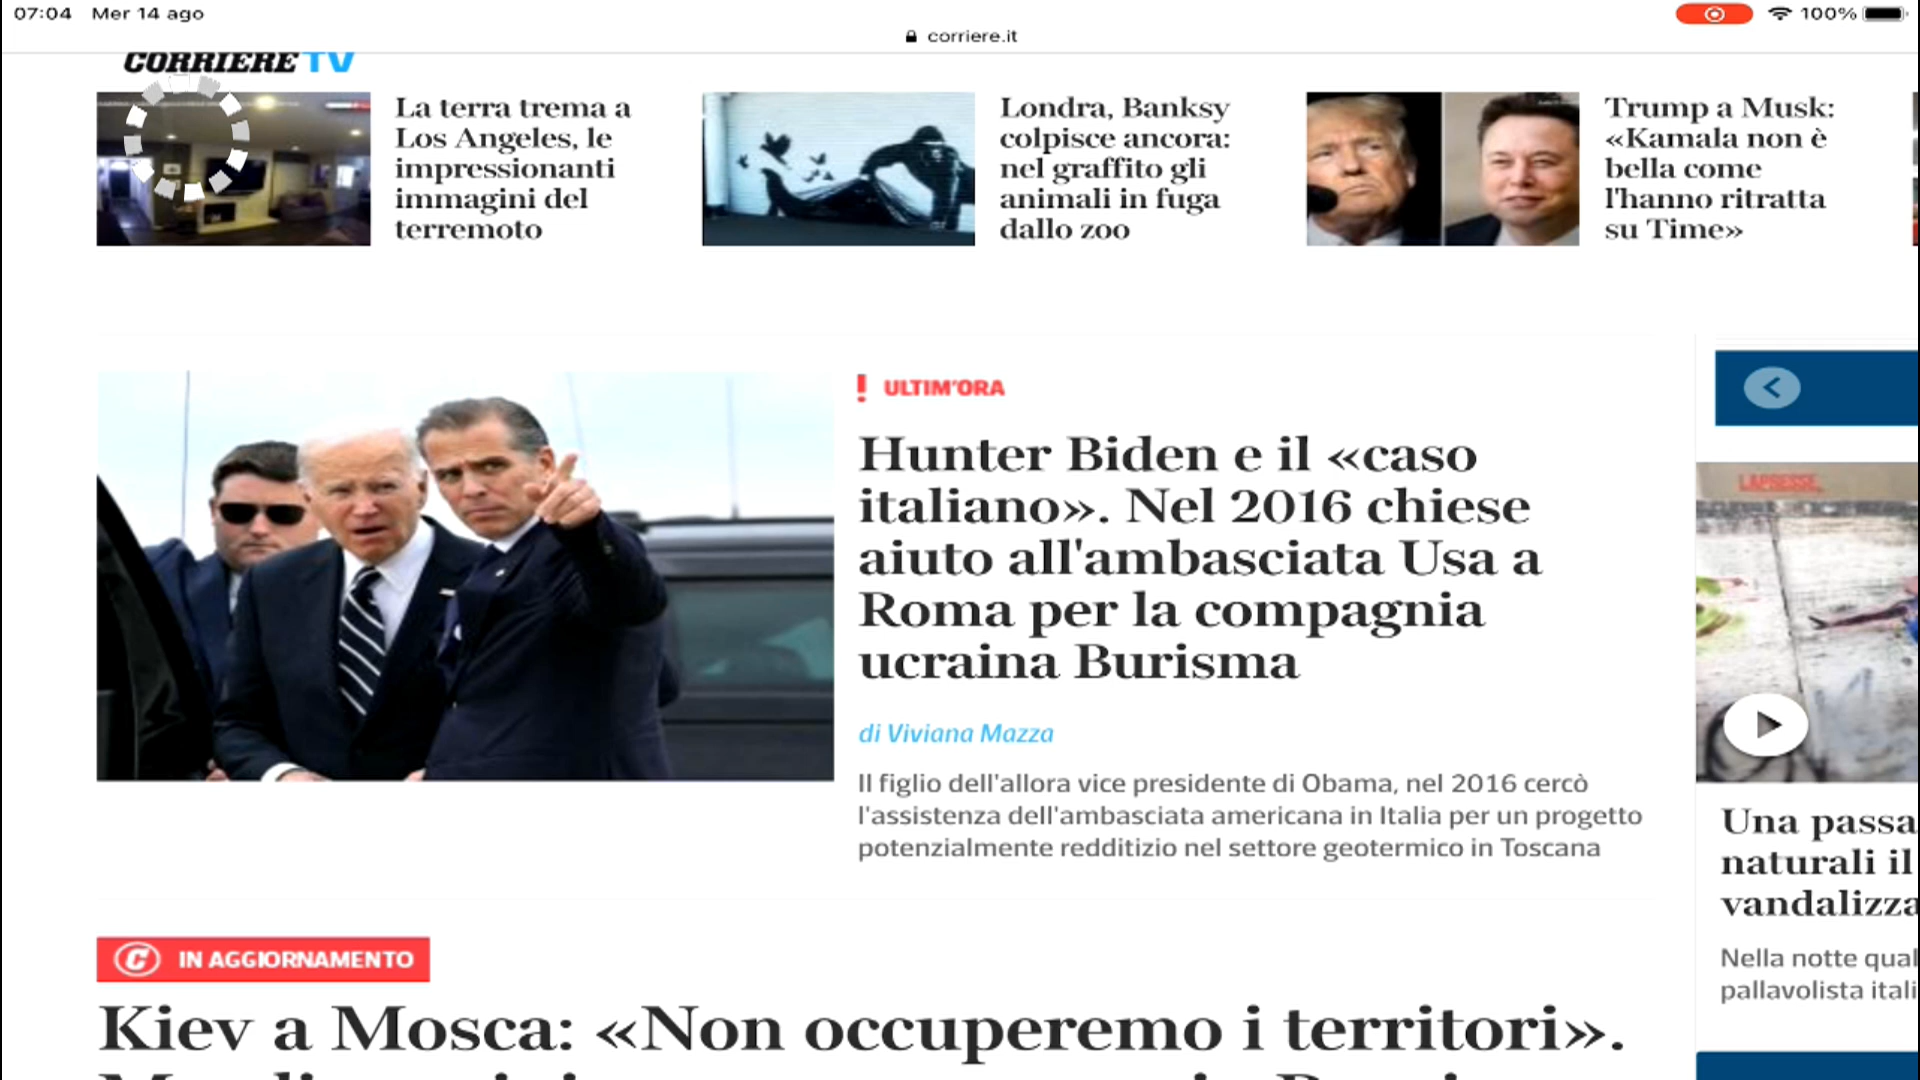 07:04 Mer 14 ago
100%
corriere.it
CORRIERE TV
La terra trema a
Los Angeles, le
impressionanti
immagini del
terremoto
Londra, Banksy
colpisce ancora:
nel graffito gli
animali in fuga
dallo zoo
Trump a Musk:
«Kamala non è
bella come
l'hanno ritratta
su Time»
! ULTIM'ORA
Hunter Biden e il «caso
italiano». Nel 2016 chiese
aiuto all'ambasciata Usa a
Roma per la compagnia
ucraina Burisma
di Viviana Mazza
Il figlio dell'allora vice presidente di Obama, nel 2016 cercò
l'assistenza dell'ambasciata americana in Italia per un progetto
potenzialmente redditizio nel settore geotermico in Toscana
LAPRESSE
Una passa
naturali il
vandalizza
Nella notte qual
pallavolista itali
C IN AGGIORNAMENTO
Kiev a Mosca: «Non occuperemo i territori».